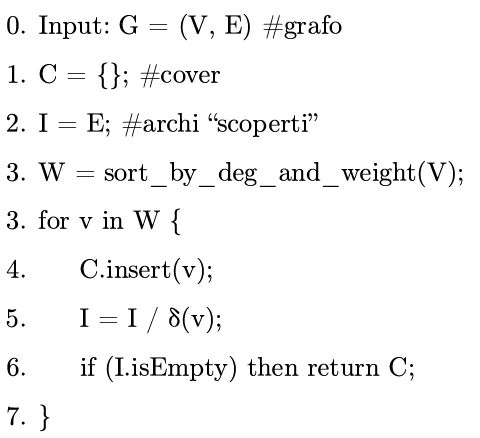 0. Input: G = (V, E) #grafo
1. C = {}; #cover
2. I = E; #archi “scoperti”
3. W = sort_by_deg_and_weight(V);
3. for v in W {
4. C.insert(v);
5. I = I / δ(v);
6. if (I.isEmpty) then return C;
7. }